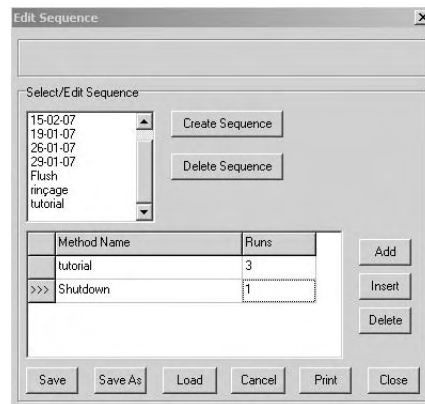 Edit Sequence
Select/Edit Sequence
15-02-07
19-01-07
26-01-07
29-01-07
Flush
rinçage
tutorial
Create Sequence
Delete Sequence
Method Name Runs
tutorial 3
>>> Shutdown 1
Add
Insert
Delete
Save Save As Load Cancel Print Close